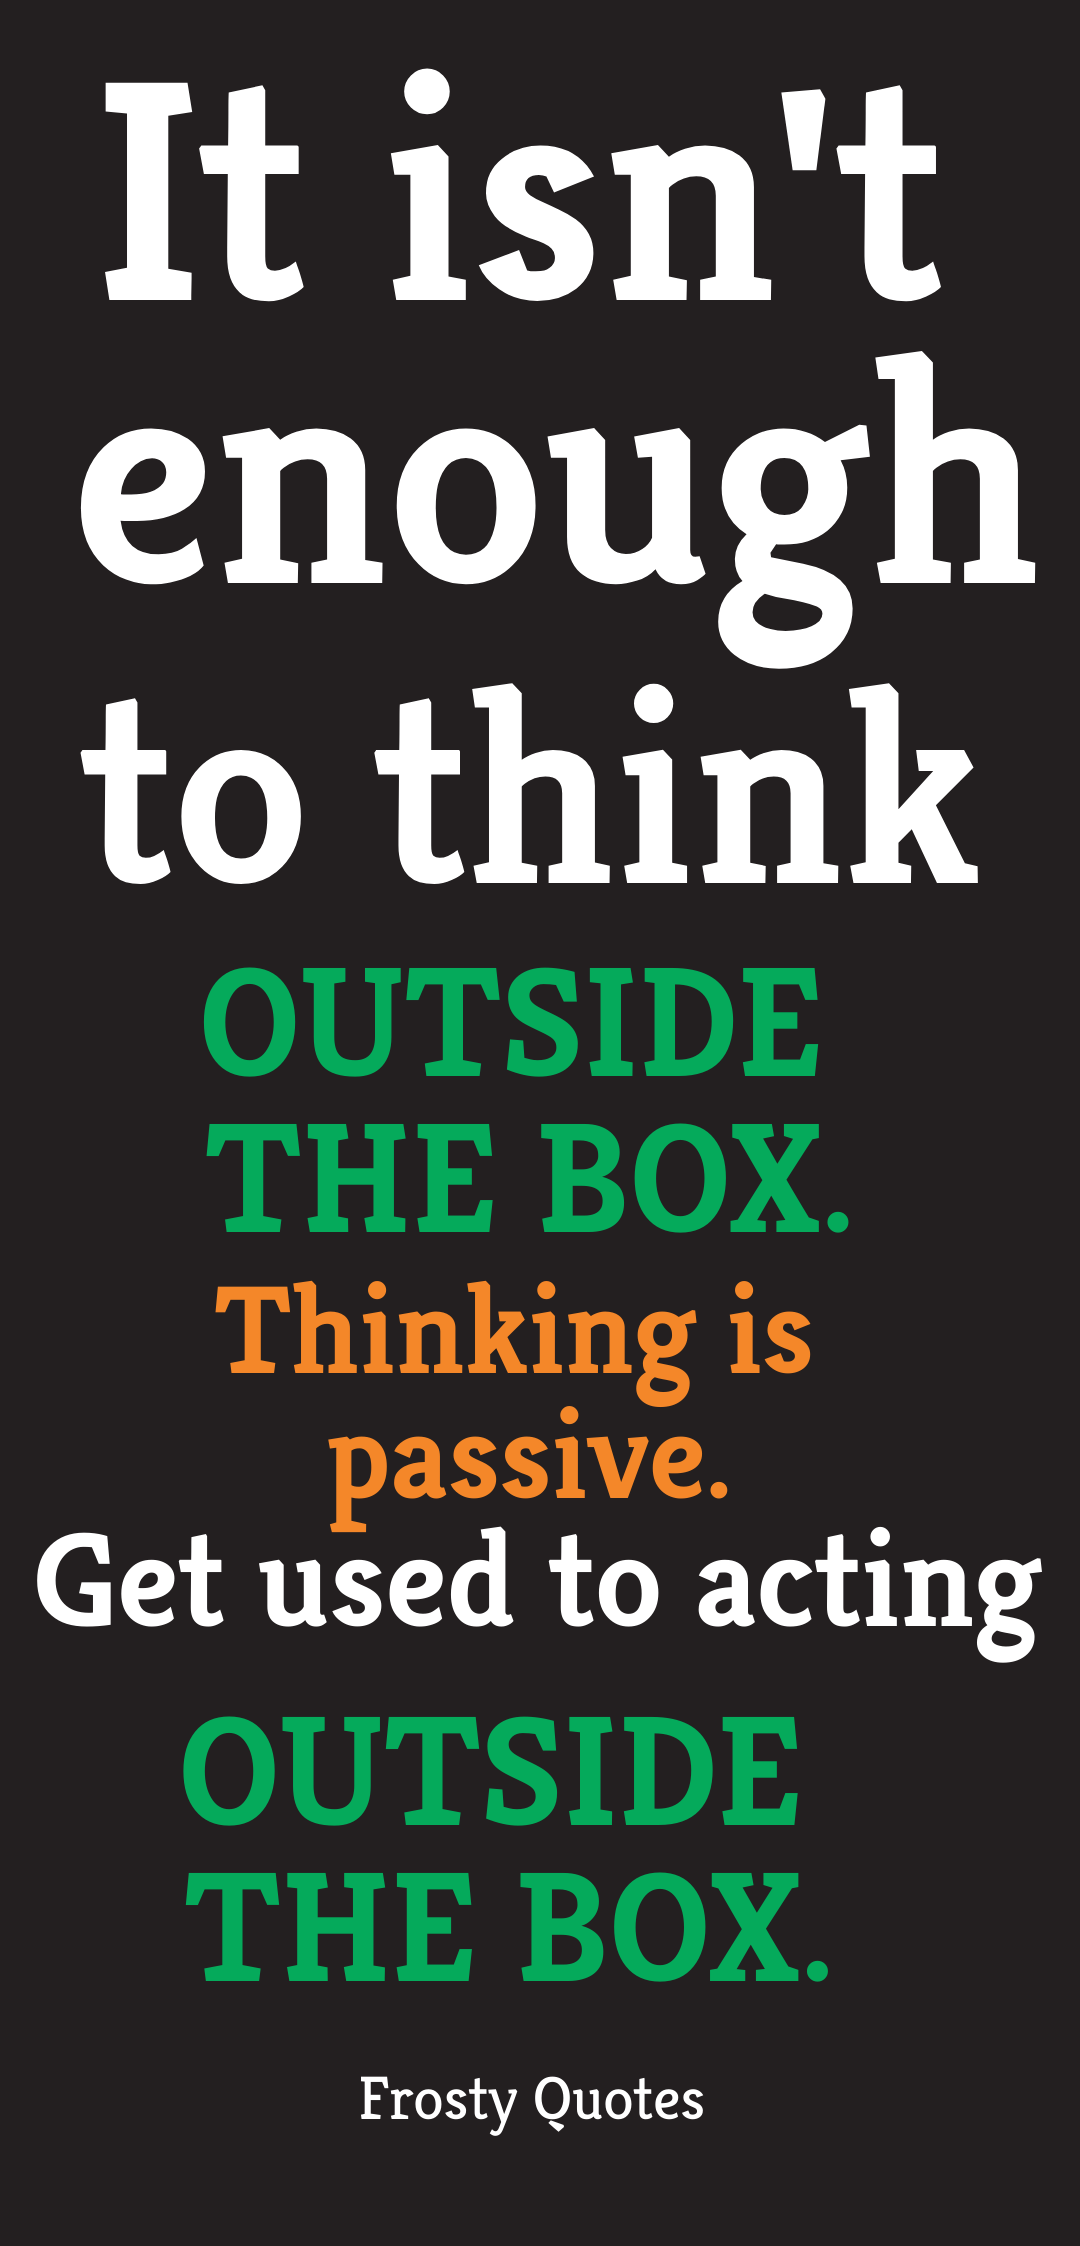 It isn't
enough
to think
OUTSIDE
THE BOX.
Thinking is
passive.
Get used to acting
OUTSIDE
THE BOX.
Frosty Quotes